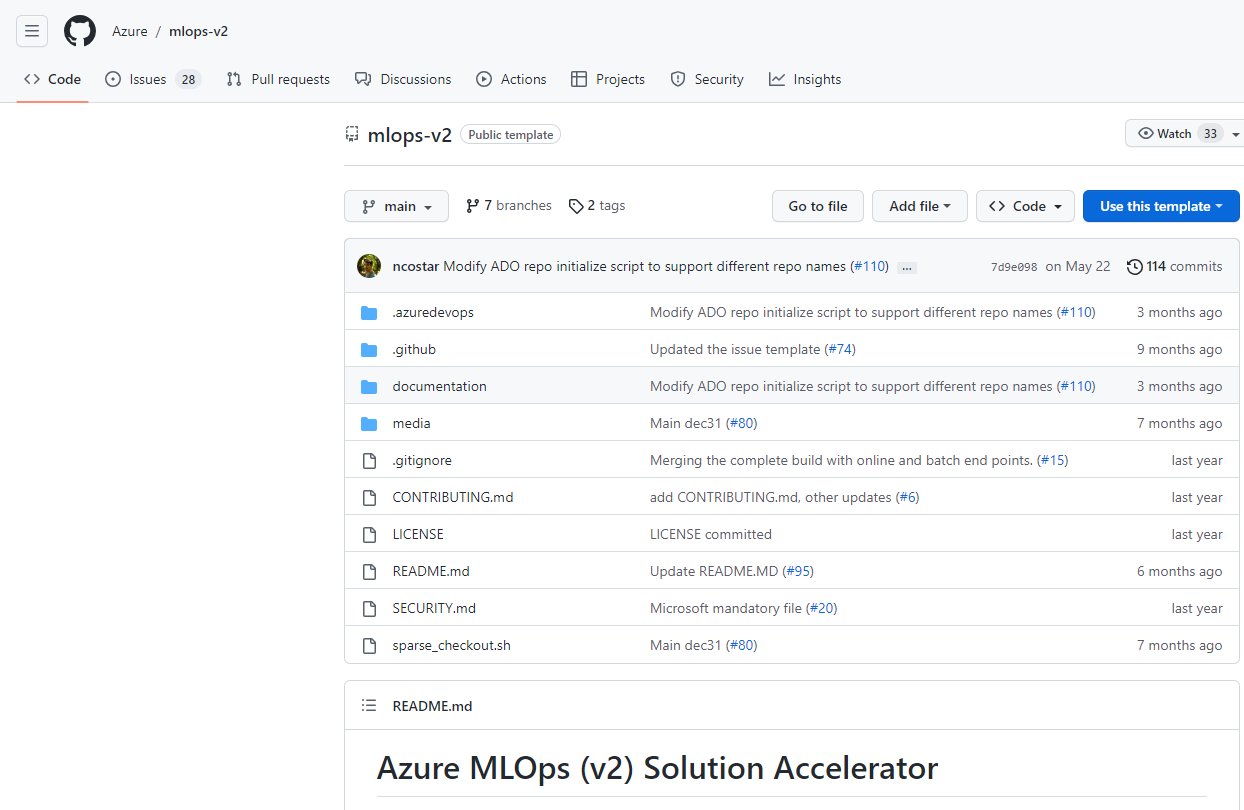 Azure / mlops-v2
Code Issues 28 Pull requests Discussions Actions Projects Security Insights
mlops-v2 Public template Watch 33
main 7 branches 2 tags Go to file Add file Code Use this template
ncostar Modify ADO repo initialize script to support different repo names (#110) ... 7d9e098 on May 22 114 commits
.azuredevops Modify ADO repo initialize script to support different repo names (#110) 3 months ago
.github Updated the issue template (#74) 9 months ago
documentation Modify ADO repo initialize script to support different repo names (#110) 3 months ago
media Main dec31 (#80) 7 months ago
.gitignore Merging the complete build with online and batch end points. (#15) last year
CONTRIBUTING.md add CONTRIBUTING.md, other updates (#6) last year
LICENSE LICENSE committed last year
README.md Update README.MD (#95) 6 months ago
SECURITY.md Microsoft mandatory file (#20) last year
sparse_checkout.sh Main dec31 (#80) 7 months ago
README.md
Azure MLOps (v2) Solution Accelerator